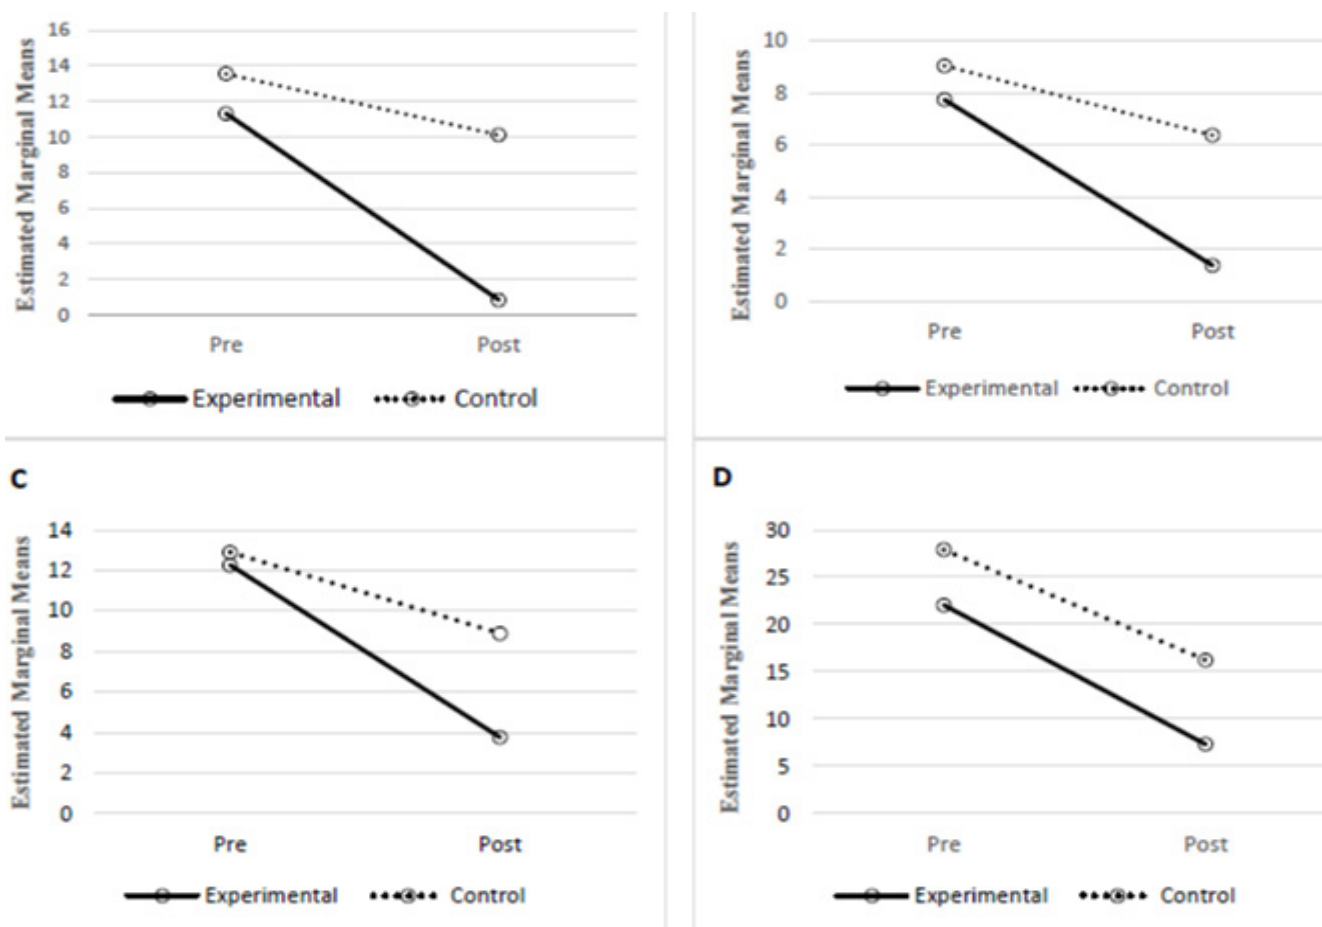 Estimated Marginal Means
16
14
12
10
8
6
4
2
0
Pre Post
Experimental Control
Estimated Marginal Means
10
8
6
4
2
0
Pre Post
Experimental Control
C
Estimated Marginal Means
14
12
10
8
6
4
2
0
Pre Post
Experimental Control
D
Estimated Marginal Means
30
25
20
15
10
5
0
Pre Post
Experimental Control